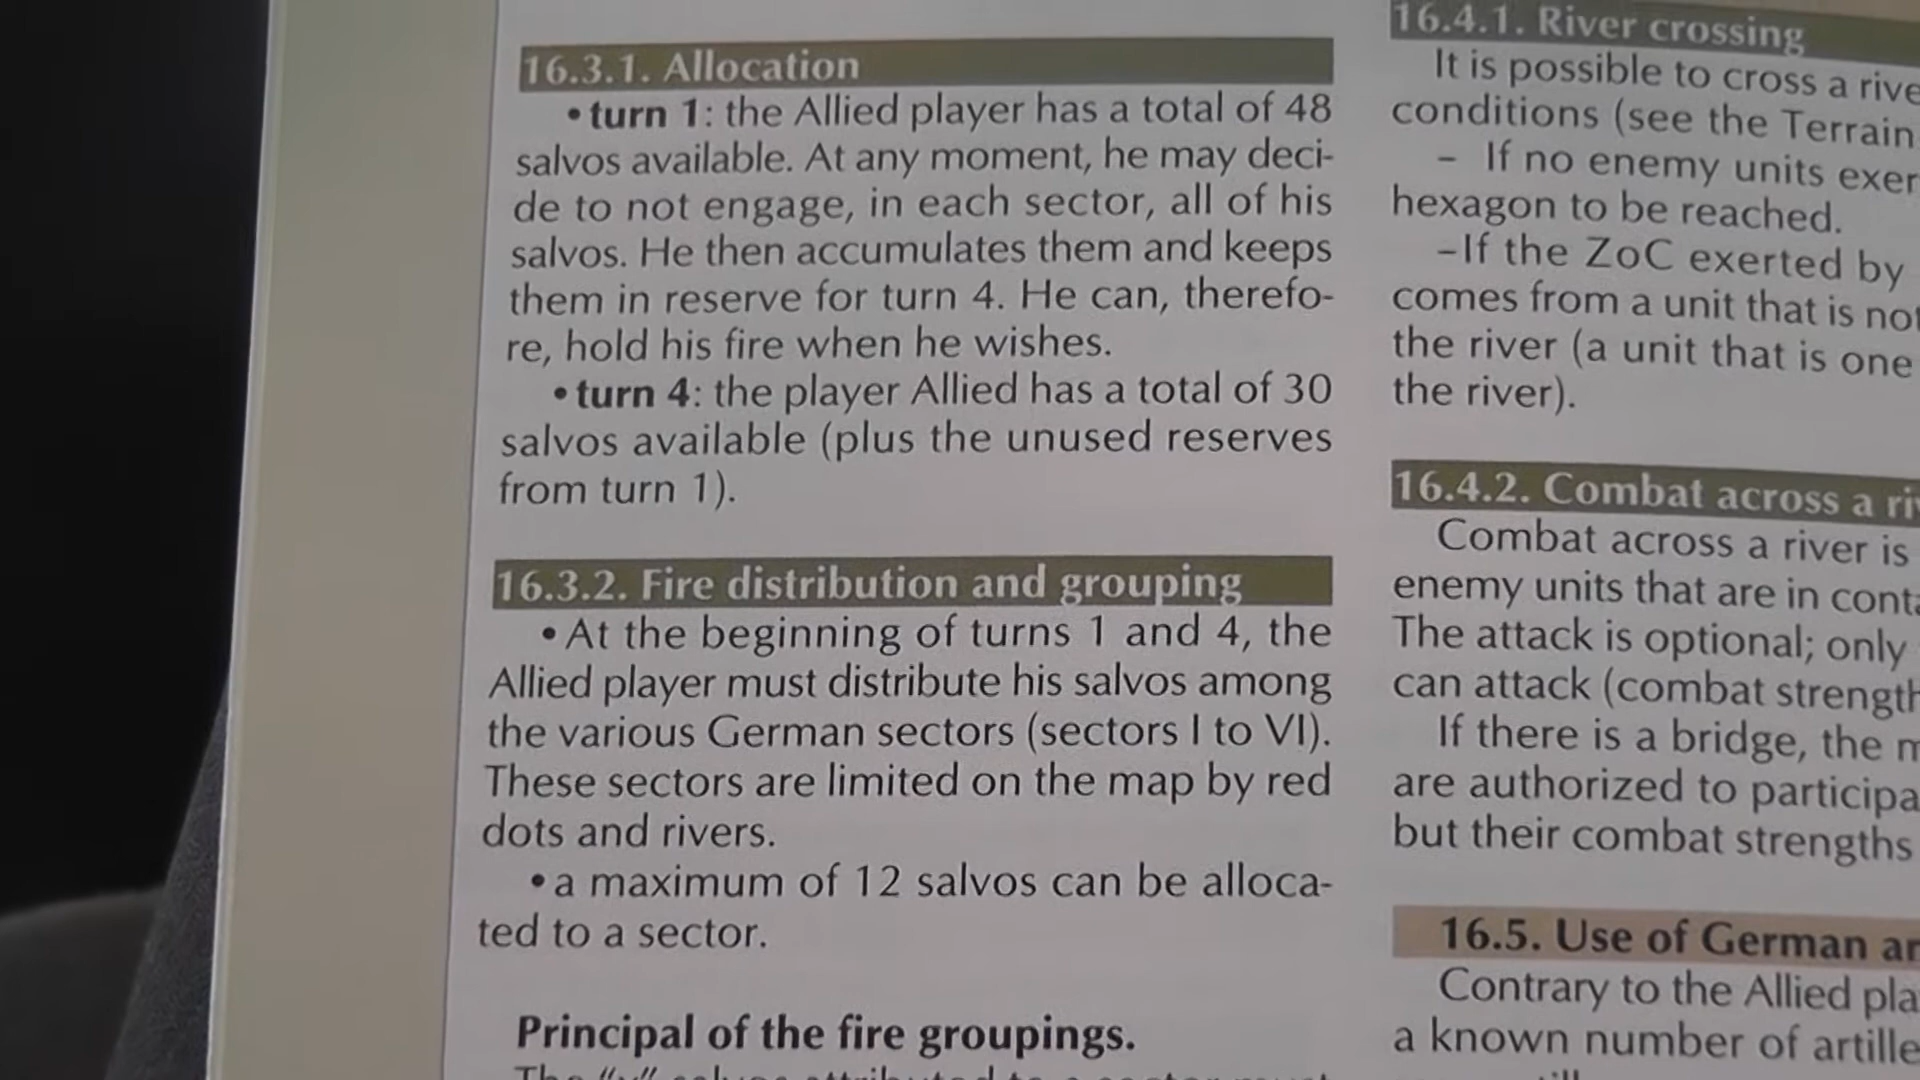 16.3.1. Allocation
• turn 1: the Allied player has a total of 48
salvos available. At any moment, he may deci-
de to not engage, in each sector, all of his
salvos. He then accumulates them and keeps
them in reserve for turn 4. He can, therefo-
re, hold his fire when he wishes.
• turn 4: the player Allied has a total of 30
salvos available (plus the unused reserves
from turn 1).
16.3.2. Fire distribution and grouping
• At the beginning of turns 1 and 4, the
Allied player must distribute his salvos among
the various German sectors (sectors I to VI).
These sectors are limited on the map by red
dots and rivers.
• a maximum of 12 salvos can be alloca-
ted to a sector.
Principal of the fire groupings.
16.4.1. River crossing
It is possible to cross a
conditions (see the Terrain
– If no enemy units
hexagon to be reached.
–If the ZoC exerted by
comes from a unit that is
the river (a unit that is one
the river).
16.4.2. Combat across a
Combat across a river is
enemy units that are in
The attack is optional; only
can attack (combat
If there is a bridge, the
are authorized to
but their combat strengths
16.5. Use of German
Contrary to the Allied
a known number of